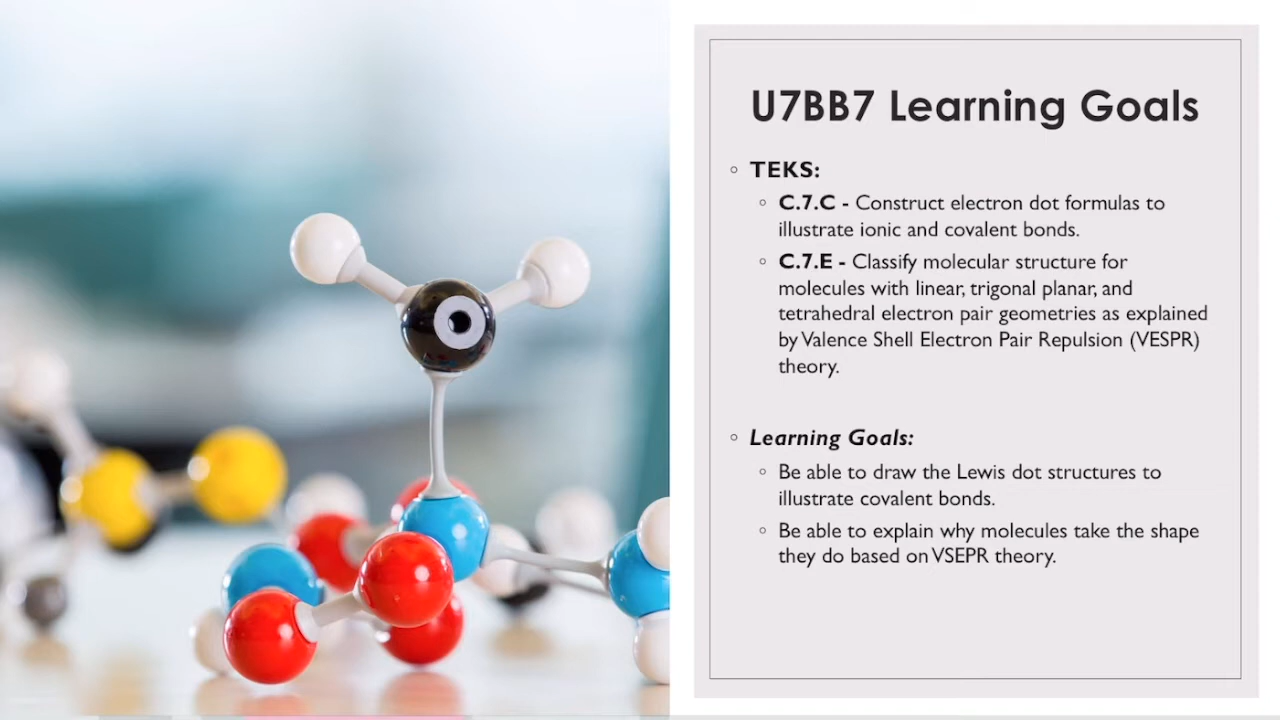 U7BB7 Learning Goals
TEKS:
C.7.C - Construct electron dot formulas to
illustrate ionic and covalent bonds.
C.7.E - Classify molecular structure for
molecules with linear, trigonal planar, and
tetrahedral electron pair geometries as explained
by Valence Shell Electron Pair Repulsion (VESPR)
theory.
Learning Goals:
Be able to draw the Lewis dot structures to
illustrate covalent bonds.
Be able to explain why molecules take the shape
they do based on VSEPR theory.